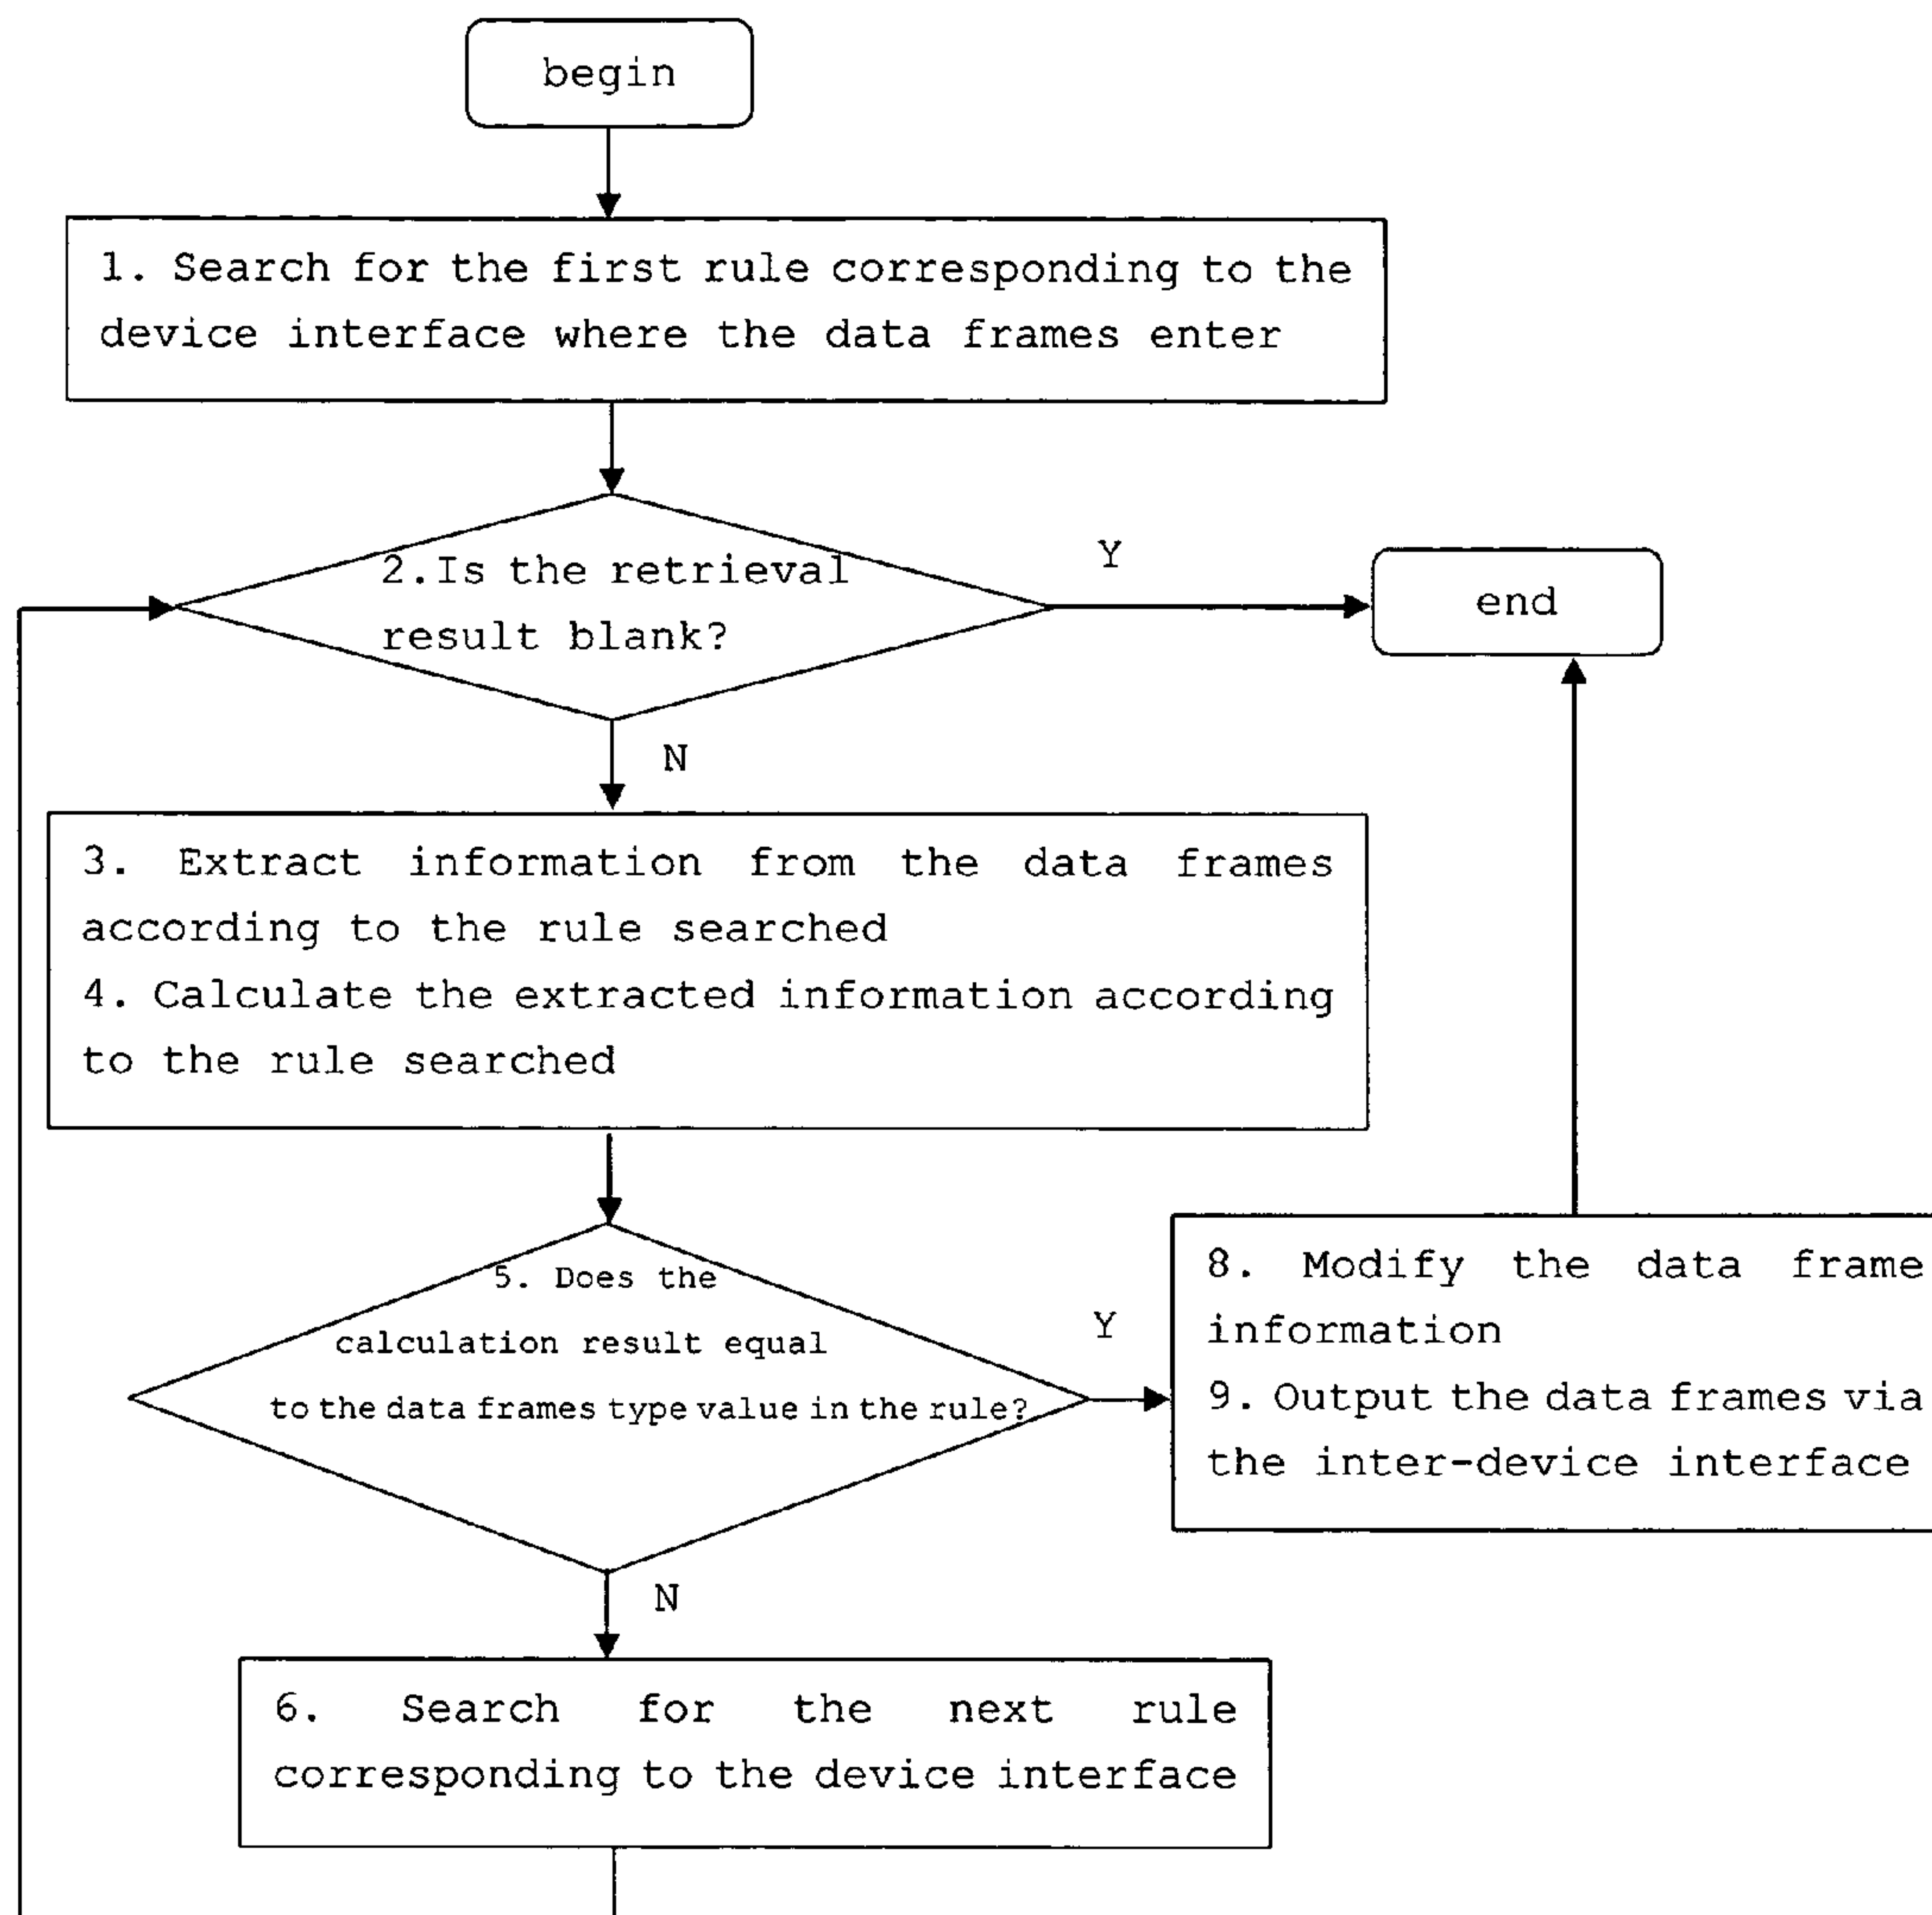 begin
1. Search for the first rule corresponding to the
device interface where the data frames enter
2.Is the retrieval
result blank?
Y
end
N
3. Extract information from the data frames
according to the rule searched
4. Calculate the extracted information according
to the rule searched
5. Does the
calculation result equal
to the data frames type value in the rule?
Y
8. Modify the data frame
information
9. Output the data frames via
the inter-device interface
N
6. Search for the next rule
corresponding to the device interface